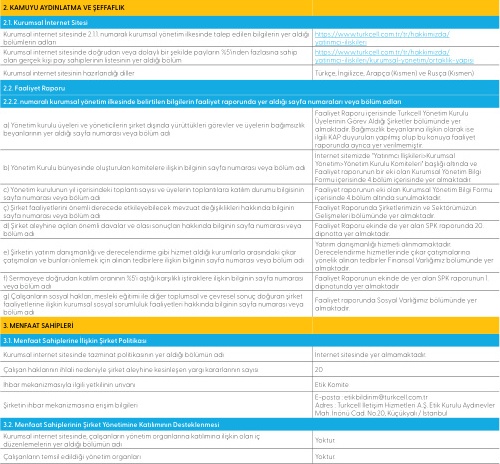 2. KAMUYU AYDINLATMA VE ŞEFFAFLIK
2.1. Kurumsal İnternet Sitesi
Kurumsal internet sitesinde 2.1.1. numaralı kurumsal yönetim ilkesinde talep edilen bilgilerin yer aldığı
bölümlerin adları
https://www.turkcell.com.tr/tr/hakkimizda/
yatirimci-iliskileri
Kurumsal internet sitesinde doğrudan veya dolaylı bir şekilde payların %5'inden fazlasına sahip
olan gerçek kişi pay sahiplerinin listesinin yer aldığı bölüm
https://www.turkcell.com.tr/tr/hakkimizda/
yatirimci-iliskileri/kurumsal-yonetim/ortaklik-yapisi
Kurumsal internet sitesinin hazırlandığı diller
Türkçe, İngilizce, Arapça (Kısmen) ve Rusça (Kısmen)
2.2. Faaliyet Raporu
2.2.2. numaralı kurumsal yönetim ilkesinde belirtilen bilgilerin faaliyet raporunda yer aldığı sayfa numaraları veya bölüm adları
a) Yönetim kurulu üyeleri ve yöneticilerin şirket dışında yürüttükleri görevler ve üyelerin bağımsızlık
beyanlarının yer aldığı sayfa numarası veya bölüm adı
Faaliyet Raporu içerisinde Turkcell Yönetim Kurulu
Üyelerinin Görev Aldığı Şirketler bölümünde yer
almaktadır. Bağımsızlık beyanlarına ilişkin olarak ise
ilgili KAP duyuruları yapılmış olup bu konuya faaliyet
raporunda ayrıca yer verilmemiştir.
b) Yönetim Kurulu bünyesinde oluşturulan komitelere ilişkin bilginin sayfa numarası veya bölüm adı
İnternet sitemizde "Yatırımcı İlişkileri>Kurumsal
Yönetim>Yönetim Kurulu Komiteleri" başlığı altında ve
Faaliyet raporunun bir eki olan Kurumsal Yönetim Bilgi
Formu içerisinde 4.bölüm içerisinde yer almaktadır.
c) Yönetim kurulunun yıl içerisindeki toplantı sayısı ve üyelerin toplantılara katılım durumu bilgisinin
sayfa numarası veya bölüm adı
Faaliyet raporunun eki olan Kurumsal Yönetim Bilgi Formu
içerisinde 4.bölüm altında sunulmaktadır.
ç) Şirket faaliyetlerini önemli derecede etkileyebilecek mevzuat değişiklikleri hakkında bilginin
sayfa numarası veya bölüm adı
Faaliyet Raporunda Şirketlerimizin ve Sektörümüzün
Gelişmeleri bölümünde yer almaktadır.
d) Şirket aleyhine açılan önemli davalar ve olası sonuçları hakkında bilginin sayfa numarası veya
bölüm adı
Faaliyet Raporu ekinde de yer alan SPK raporunda 20.
dipnotta yer almaktadır.
e) Şirketin yatırım danışmanlığı ve derecelendirme gibi hizmet aldığı kurumlarla arasındaki çıkar
çatışmaları ve bunları önlemek için alınan tedbirlere ilişkin bilginin sayfa numarası veya bölüm adı
Yatırım danışmanlığı hizmeti alınmamaktadır.
Derecelendirme hizmetlerinde çıkar çatışmalarına
yönelik alınan tedbirler Finansal Varlığımız bölümünde yer
almaktadır.
f) Sermayeye doğrudan katılım oranının %5'i aştığı karşılıklı iştiraklere ilişkin bilginin sayfa numarası
veya bölüm adı
Faaliyet Raporunun ekinde de yer alan SPK raporunun 1.
dipnotunda yer almaktadır
g) Çalışanların sosyal hakları, mesleki eğitimi ile diğer toplumsal ve çevresel sonuç doğuran şirket
faaliyetlerine ilişkin kurumsal sosyal sorumluluk faaliyetleri hakkında bilginin sayfa numarası veya
bölüm adı
Faaliyet raporunda Sosyal Varlığımız bölümünde yer
almaktadır.
3. MENFAAT SAHİPLERİ
3.1. Menfaat Sahiplerine İlişkin Şirket Politikası
Kurumsal internet sitesinde tazminat politikasının yer aldığı bölümün adı
İnternet sitesinde yer almamaktadır.
Çalışan haklarının ihlali nedeniyle şirket aleyhine kesinleşen yargı kararlarının sayısı
20
İhbar mekanizmasıyla ilgili yetkilinin unvanı
Etik Komite
Şirketin ihbar mekanizmasına erişim bilgileri
E-posta : etikbildirim@turkcell.com.tr
Adres : Turkcell İletişim Hizmetleri A.Ş. Etik Kurulu Aydınevler
Mah. İnönü Cad. No:20, Küçükyalı / İstanbul
3.2. Menfaat Sahiplerinin Şirket Yönetimine Katılımının Desteklenmesi
Kurumsal internet sitesinde, çalışanların yönetim organlarına katılımına ilişkin olan iç
düzenlemelerin yer aldığı bölümün adı
Yoktur.
Çalışanların temsil edildiği yönetim organları
Yoktur.